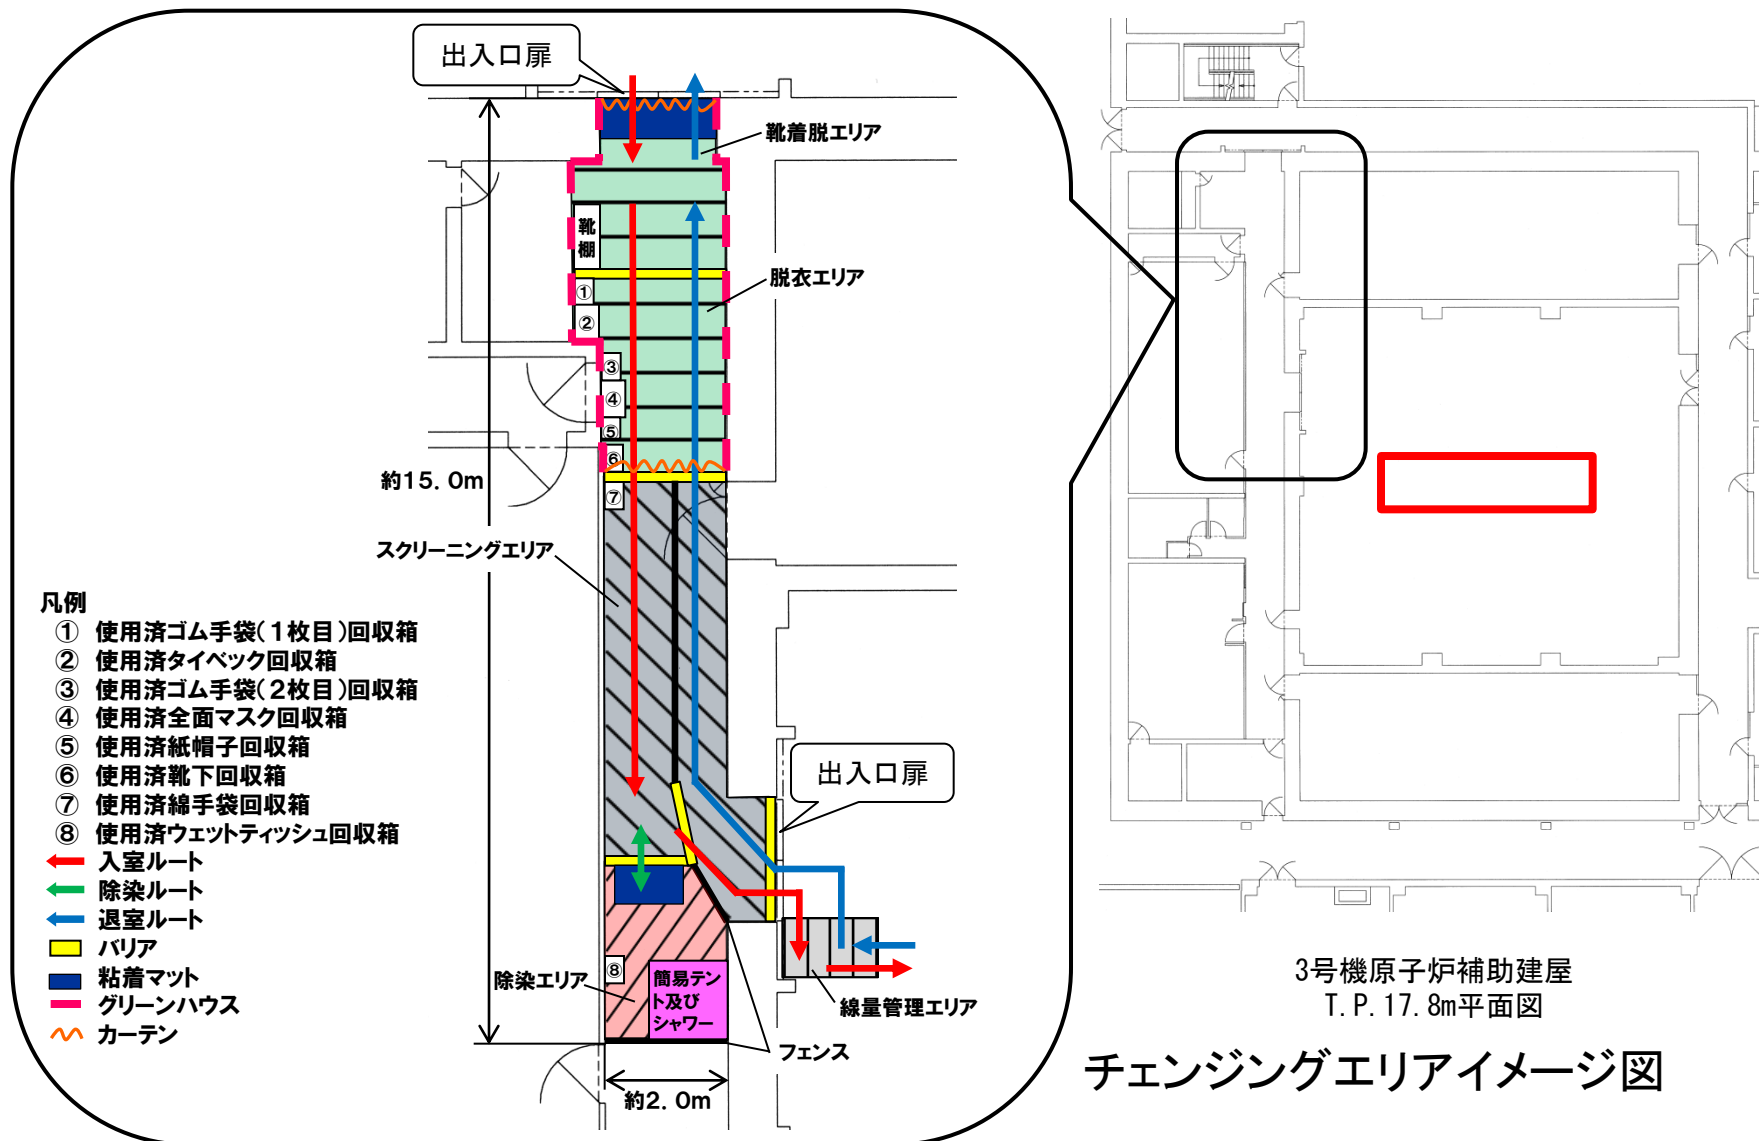 出入口扉
靴着脱エリア
靴
棚
脱衣エリア
①
②
③
④
⑤
⑥
約15.0m
⑦
スクリーニングエリア
凡例
① 使用済ゴム手袋(1枚目)回収箱
② 使用済タイベック回収箱
③ 使用済ゴム手袋(2枚目)回収箱
④ 使用済全面マスク回収箱
⑤ 使用済紙帽子回収箱
⑥ 使用済靴下回収箱
⑦ 使用済綿手袋回収箱
⑧ 使用済ウェットティッシュ回収箱
入室ルート
除染ルート
退室ルート
バリア
粘着マット
グリーンハウス
カーテン
出入口扉
除染エリア
⑧
簡易テン
ト及び
シャワー
線量管理エリア
フェンス
約2.0m
3号機原子炉補助建屋
T.P.17.8m平面図
チェンジングエリアイメージ図